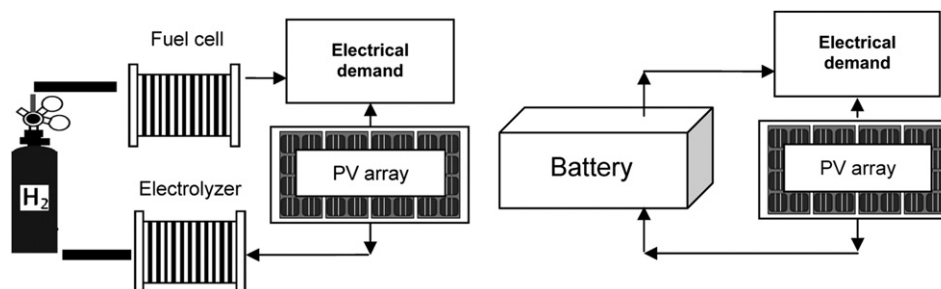 Fuel cell
Electrical
demand
H₂
Electrolyzer
PV array
Electrical
demand
Battery
PV array